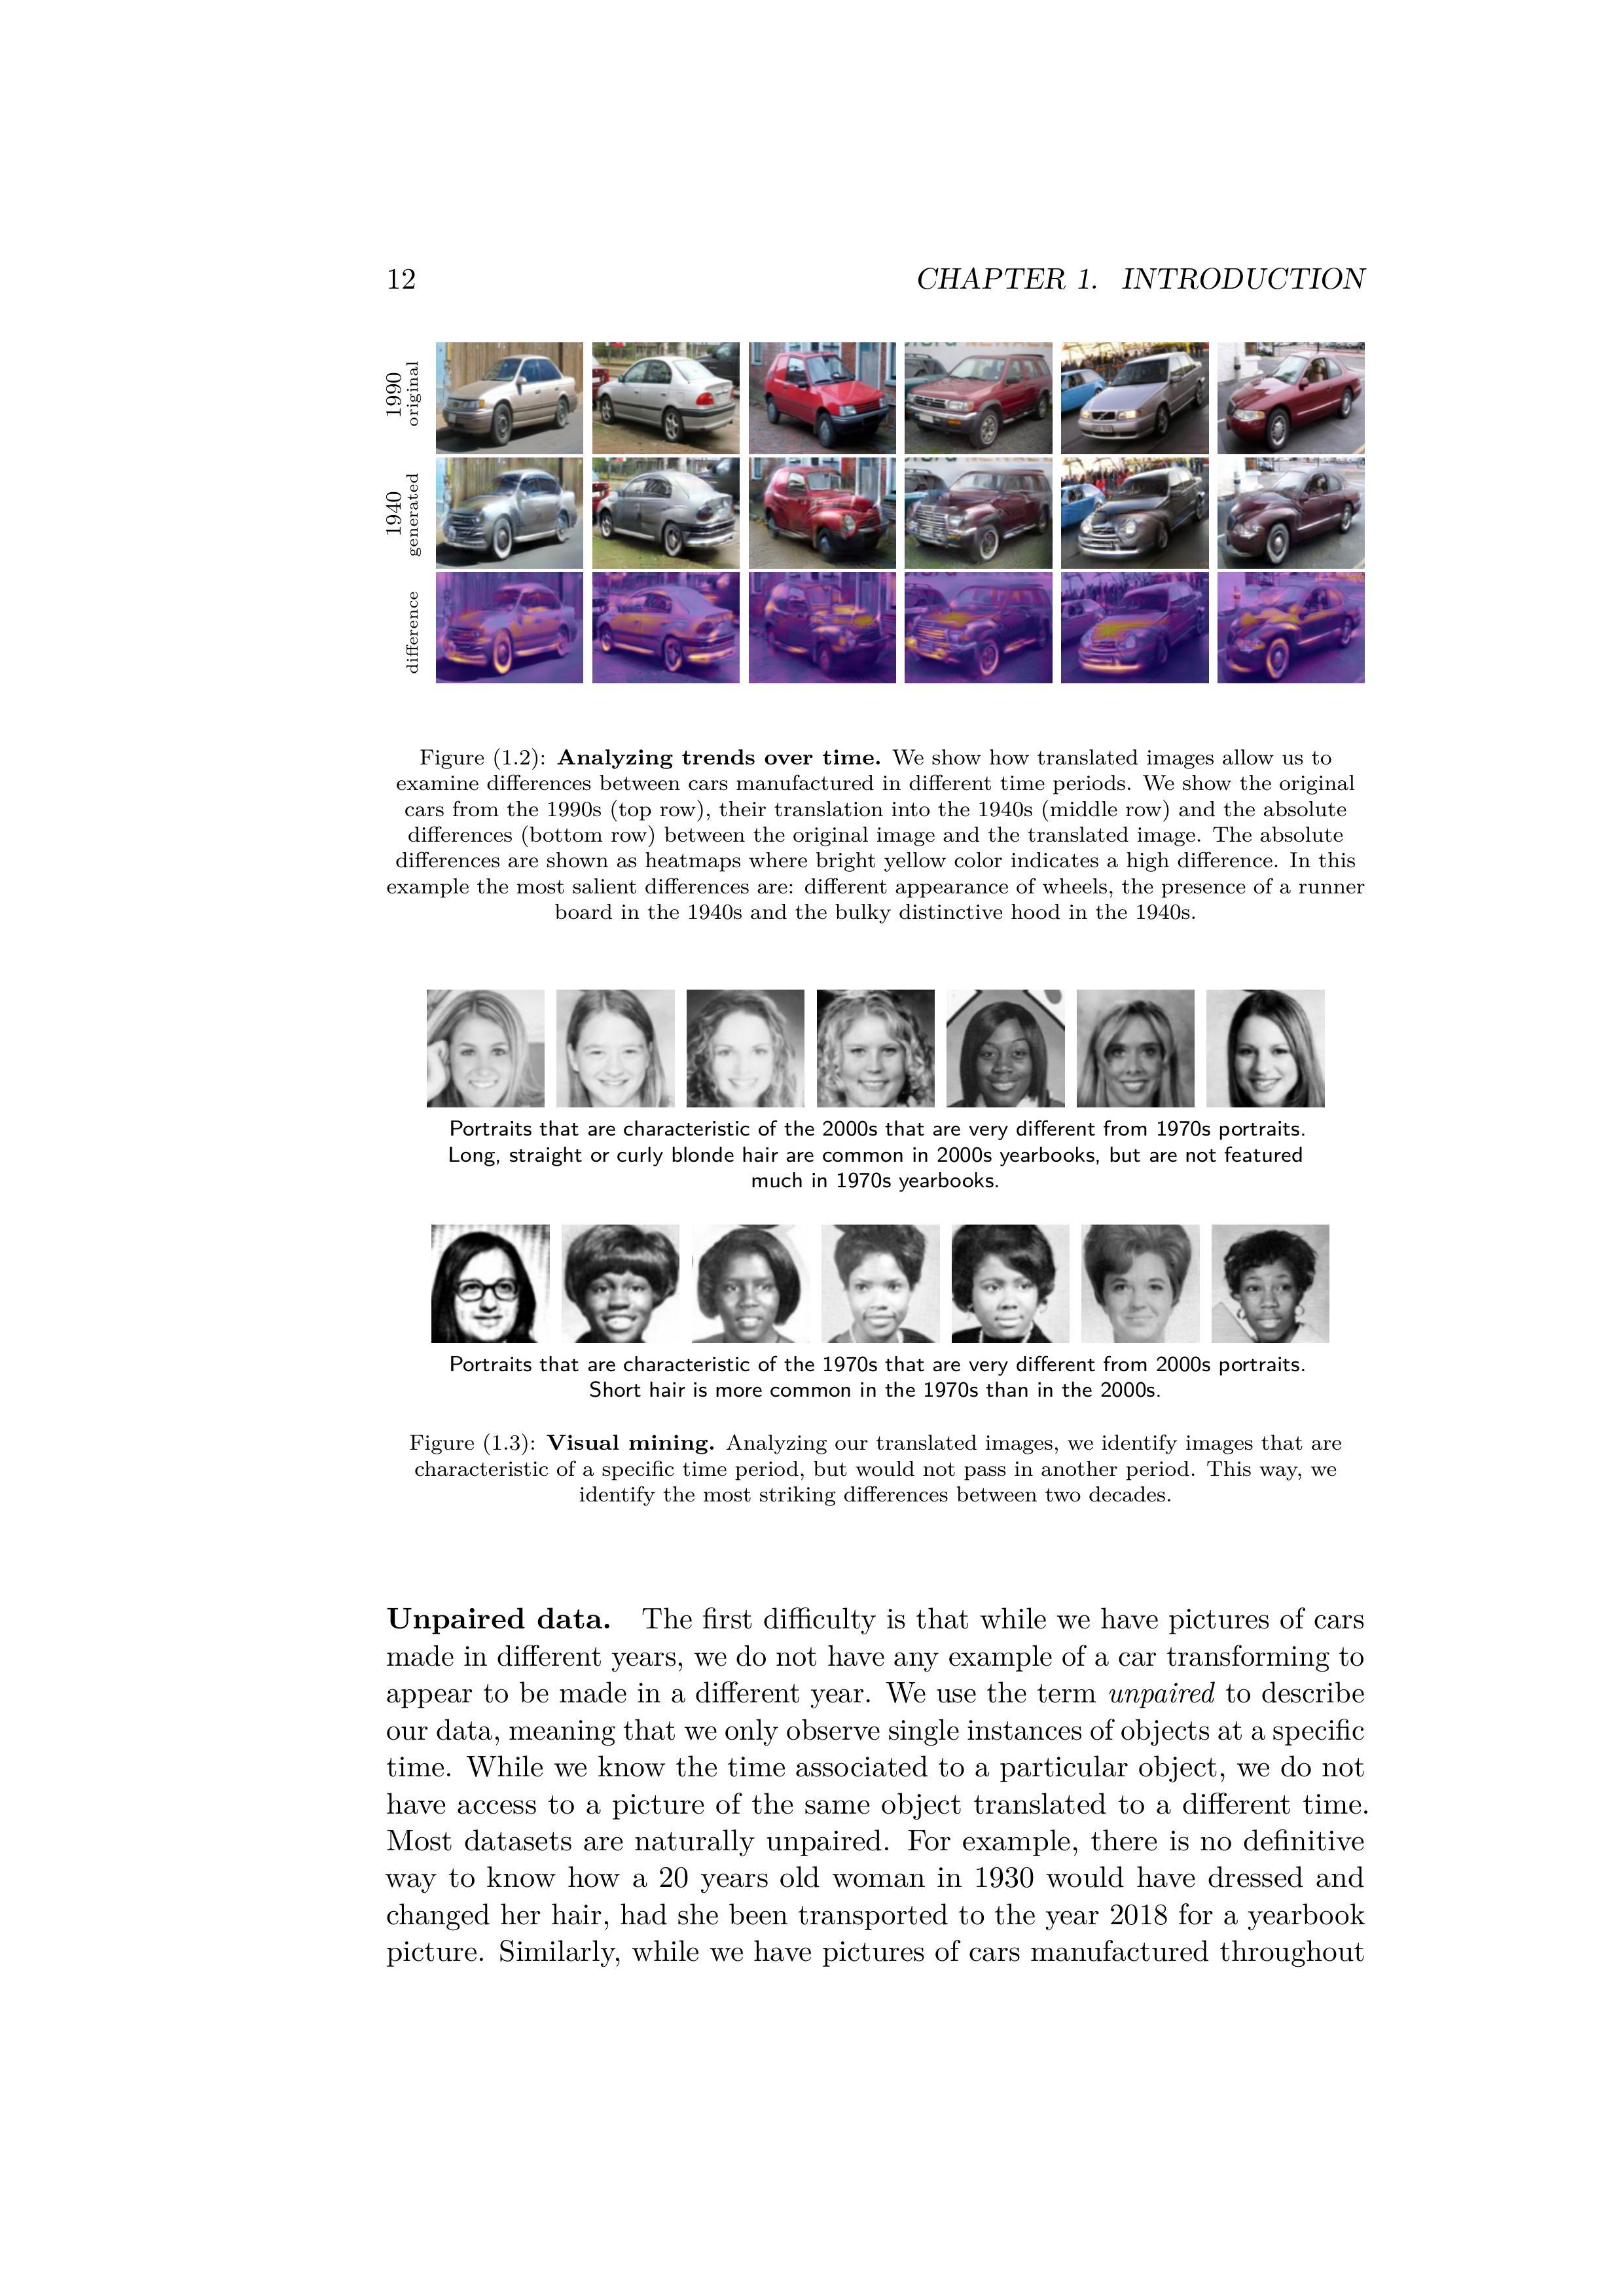 12 CHAPTER 1. INTRODUCTION
1990
original
1940
generated
difference
Figure (1.2): Analyzing trends over time. We show how translated images allow us to
examine differences between cars manufactured in different time periods. We show the original
cars from the 1990s (top row), their translation into the 1940s (middle row) and the absolute
differences (bottom row) between the original image and the translated image. The absolute
differences are shown as heatmaps where bright yellow color indicates a high difference. In this
example the most salient differences are: different appearance of wheels, the presence of a runner
board in the 1940s and the bulky distinctive hood in the 1940s.
Portraits that are characteristic of the 2000s that are very different from 1970s portraits.
Long, straight or curly blonde hair are common in 2000s yearbooks, but are not featured
much in 1970s yearbooks.
Portraits that are characteristic of the 1970s that are very different from 2000s portraits.
Short hair is more common in the 1970s than in the 2000s.
Figure (1.3): Visual mining. Analyzing our translated images, we identify images that are
characteristic of a specific time period, but would not pass in another period. This way, we
identify the most striking differences between two decades.
Unpaired data. The first difficulty is that while we have pictures of cars
made in different years, we do not have any example of a car transforming to
appear to be made in a different year. We use the term unpaired to describe
our data, meaning that we only observe single instances of objects at a specific
time. While we know the time associated to a particular object, we do not
have access to a picture of the same object translated to a different time.
Most datasets are naturally unpaired. For example, there is no definitive
way to know how a 20 years old woman in 1930 would have dressed and
changed her hair, had she been transported to the year 2018 for a yearbook
picture. Similarly, while we have pictures of cars manufactured throughout